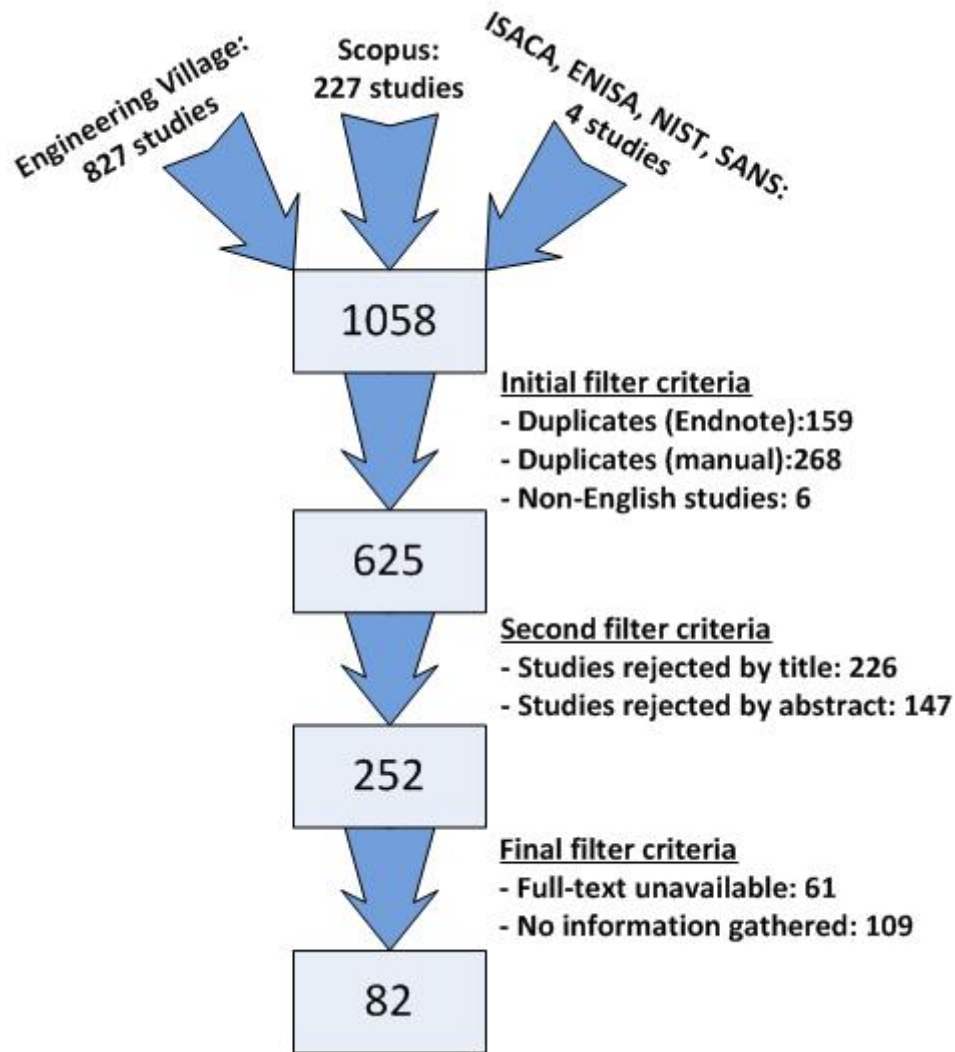 Engineering Village:
827 studies
Scopus:
227 studies
ISACA, ENISA, NIST, SANS:
4 studies
1058
Initial filter criteria
- Duplicates (Endnote):159
- Duplicates (manual):268
- Non-English studies: 6
625
Second filter criteria
- Studies rejected by title: 226
- Studies rejected by abstract: 147
252
Final filter criteria
- Full-text unavailable: 61
- No information gathered: 109
82